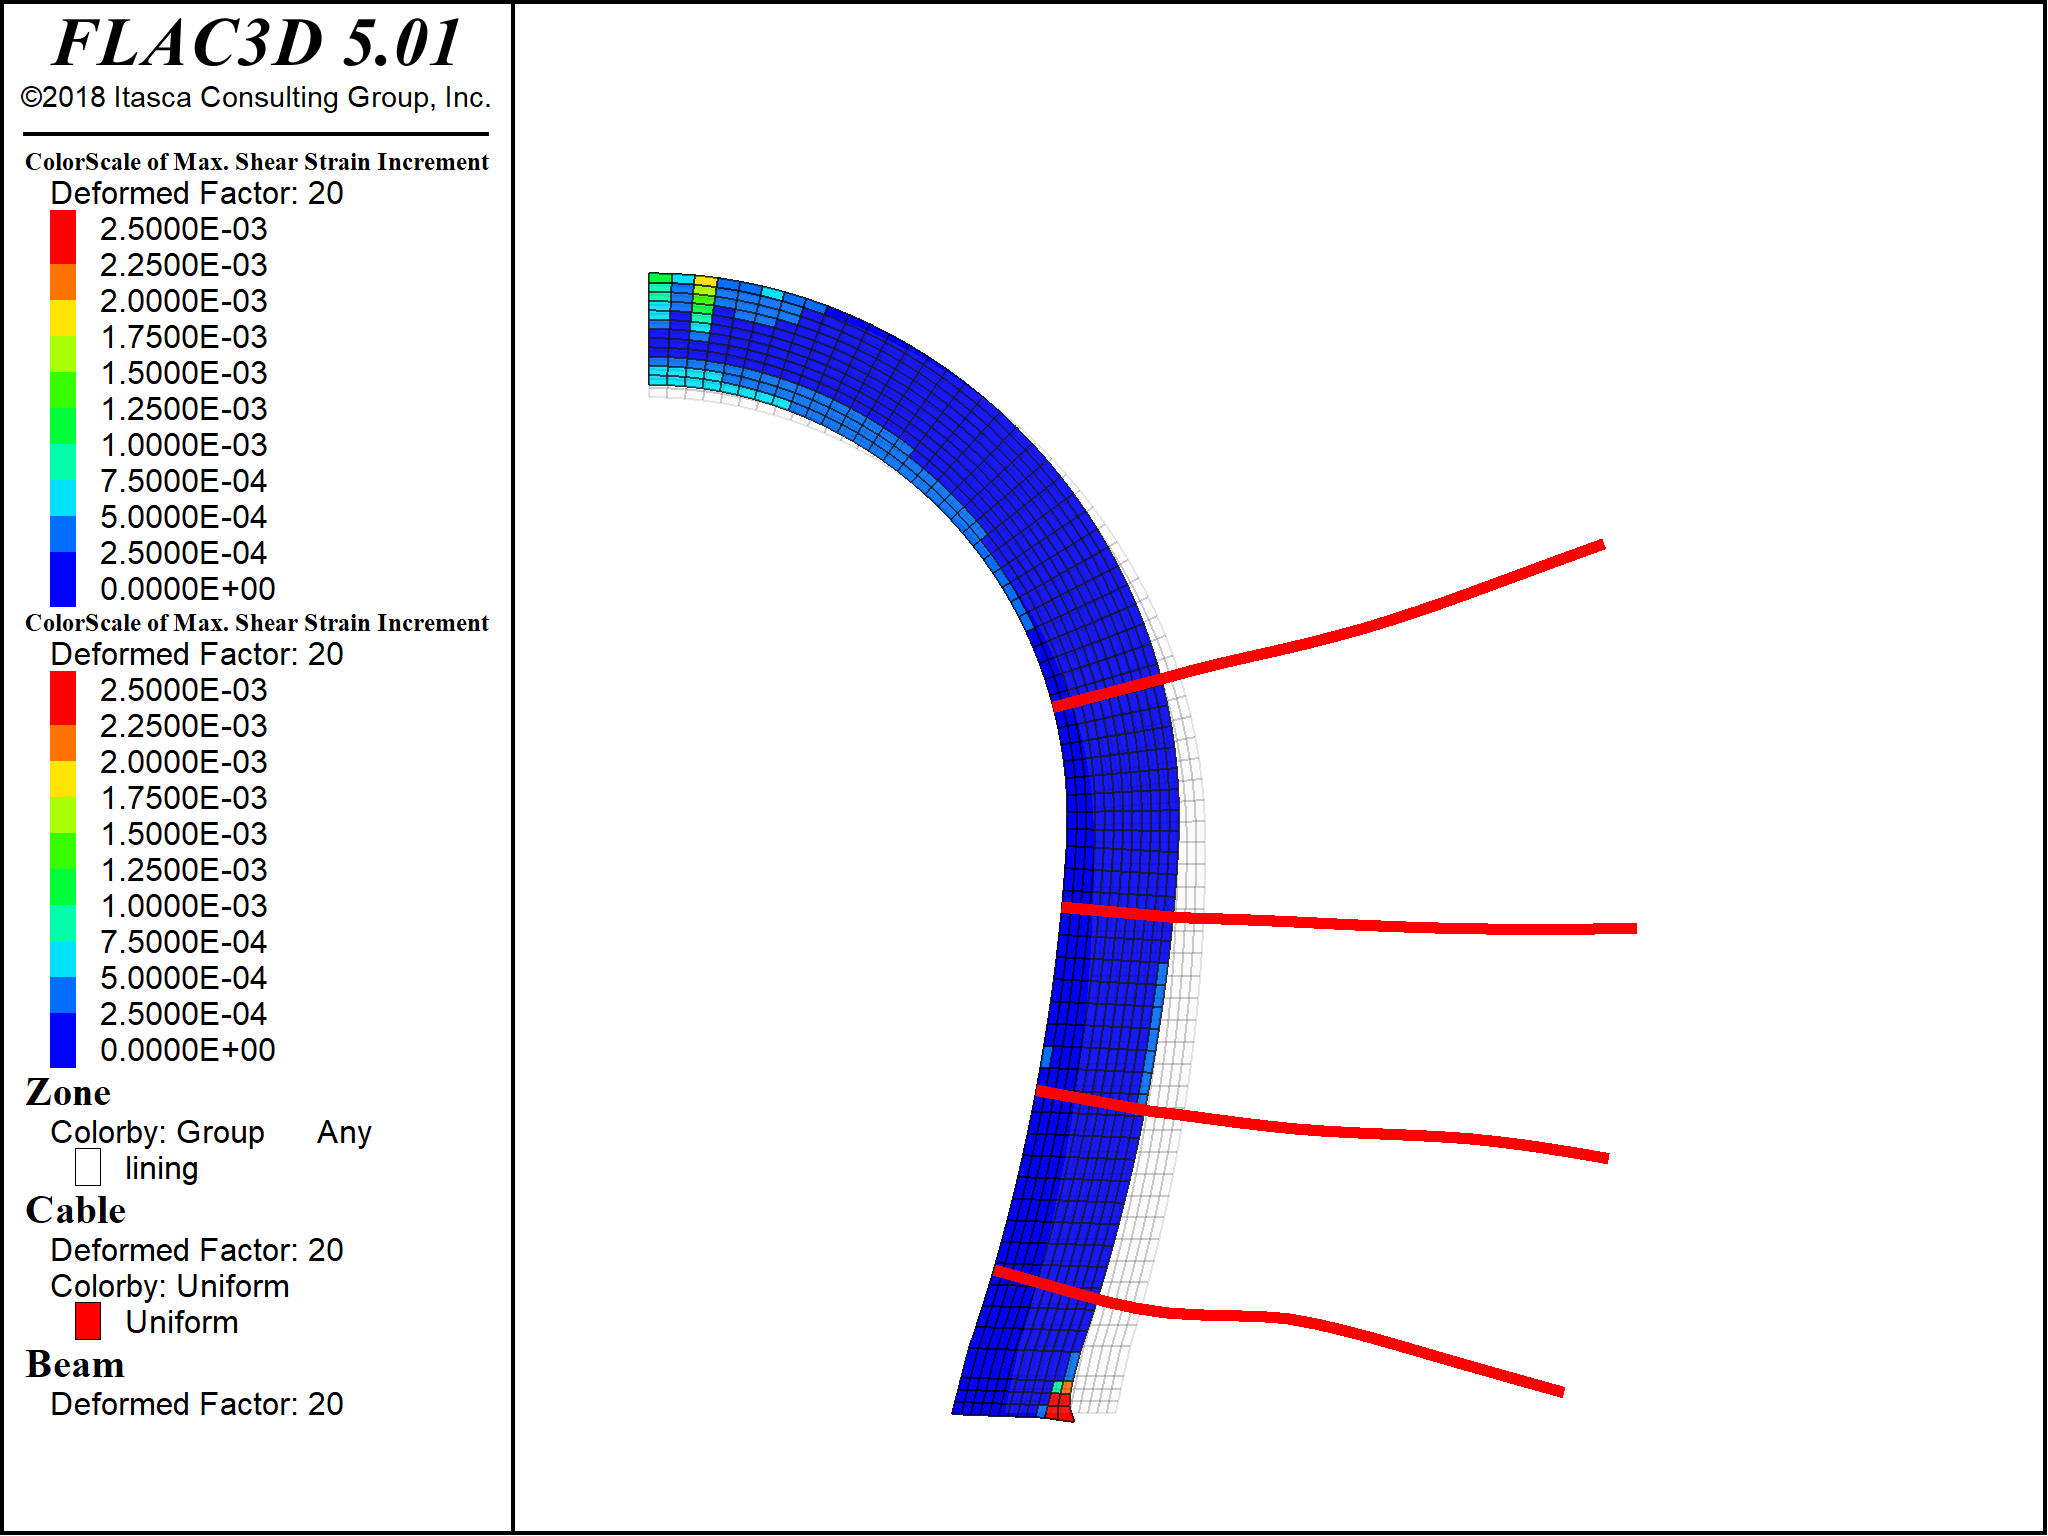 FLAC3D 5.01
©2018 Itasca Consulting Group, Inc.
ColorScale of Max. Shear Strain Increment
Deformed Factor: 20
2.5000E-03
2.2500E-03
2.0000E-03
1.7500E-03
1.5000E-03
1.2500E-03
1.0000E-03
7.5000E-04
5.0000E-04
2.5000E-04
0.0000E+00
ColorScale of Max. Shear Strain Increment
Deformed Factor: 20
2.5000E-03
2.2500E-03
2.0000E-03
1.7500E-03
1.5000E-03
1.2500E-03
1.0000E-03
7.5000E-04
5.0000E-04
2.5000E-04
0.0000E+00
Zone
Colorby: Group Any
lining
Cable
Deformed Factor: 20
Colorby: Uniform
Uniform
Beam
Deformed Factor: 20